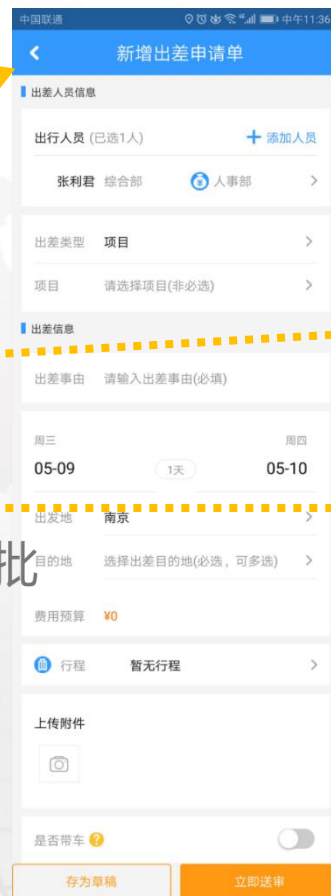 中国联通 中午11:36
新增出差申请单
出差人员信息
出行人员 (已选1人) 添加人员
张利君 综合部 人事部
出差类型 项目
项目 请选择项目(非必选)
出差信息
出差事由 请输入出差事由(必填)
周三 周四
05-09 1天 05-10
出发地 南京
批
目的地 选择出差目的地(必选，可多选)
费用预算 ¥0
行程 暂无行程
上传附件
是否带车 ?
存为草稿 立即送审